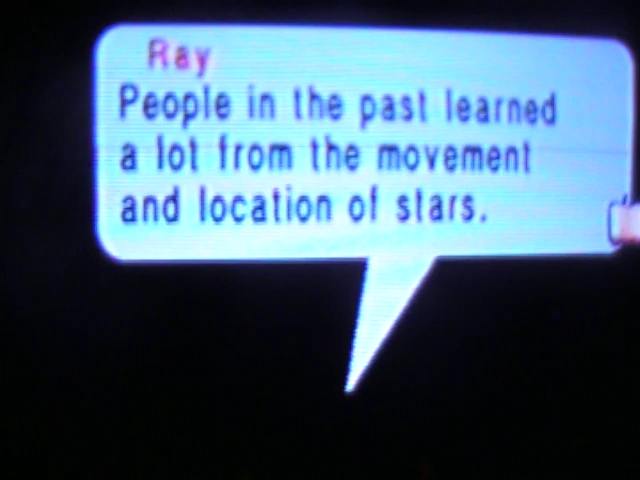 Ray
People in the past learned
a lot from the movement
and location of stars.